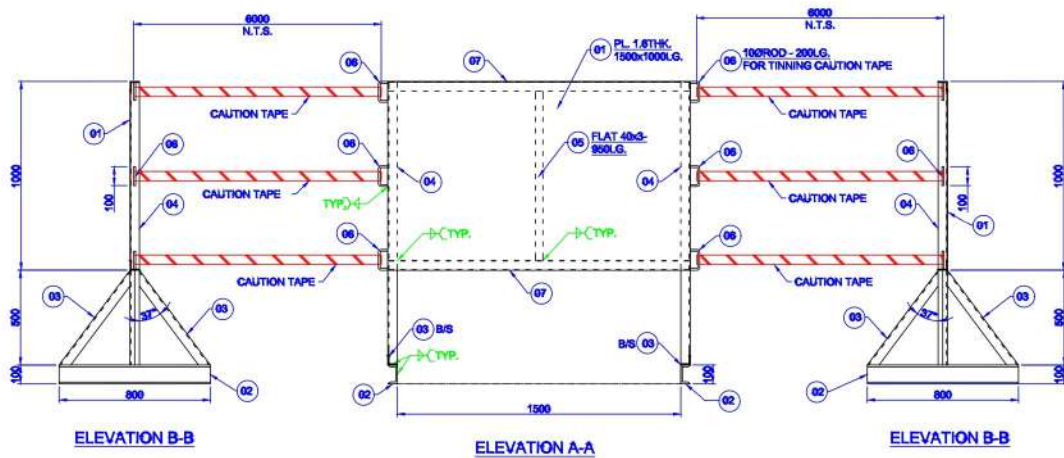 6000
N.T.S.
6000
N.T.S.
06
07
01
PL. 1.6THK.
1500x1000LG.
06
10ØROD - 200LG.
FOR TINNING CAUTION TAPE
CAUTION TAPE
CAUTION TAPE
01
06
06
05
FLAT 40x3-
950LG.
06
06
1000
100
04
04
04
04
100
1000
CAUTION TAPE
CAUTION TAPE
01
TYP.
06
TYP.
TYP.
06
CAUTION TAPE
CAUTION TAPE
07
03
37°
03
03
37°
03
500
03 B/S
B/S 03
500
TYP.
100
02
800
02
1500
02
100
02
800
100
ELEVATION B-B
ELEVATION A-A
ELEVATION B-B